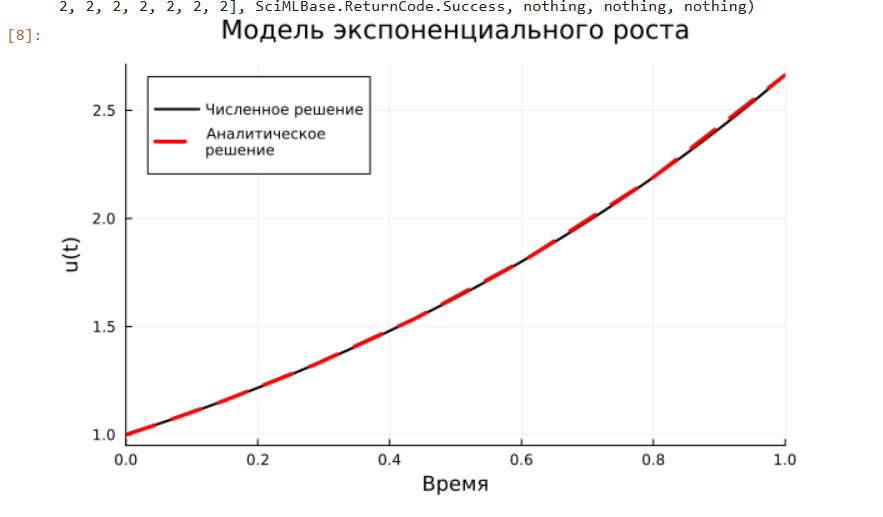 2, 2, 2, 2, 2, 2, 2], SciMLBase.ReturnCode.Success, nothing, nothing, nothing)
[8]:
Модель экспоненциального роста
Численное решение
Аналитическое
решение
2.5
2.0
1.5
1.0
u(t)
0.0 0.2 0.4 0.6 0.8 1.0
Время